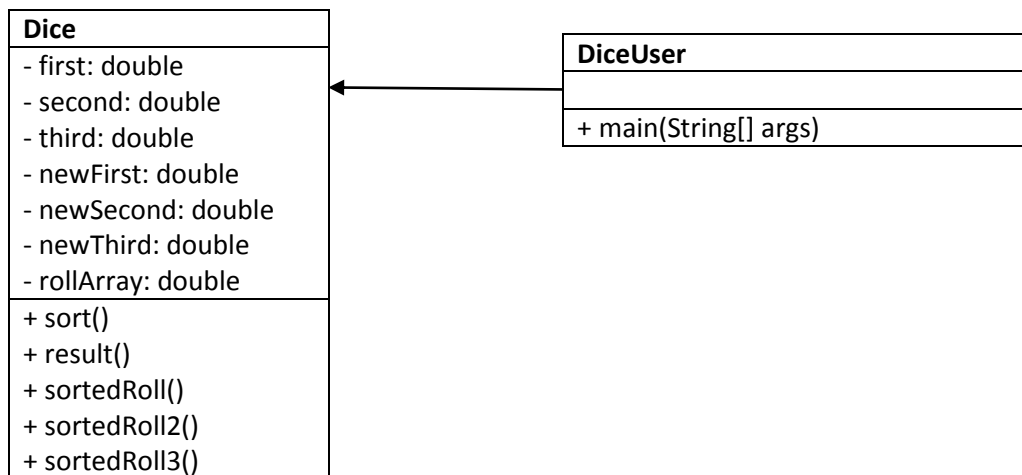 Dice
- first: double
- second: double
- third: double
- newFirst: double
- newSecond: double
- newThird: double
- rollArray: double
+ sort()
+ result()
+ sortedRoll()
+ sortedRoll2()
+ sortedRoll3()
DiceUser
+ main(String[] args)